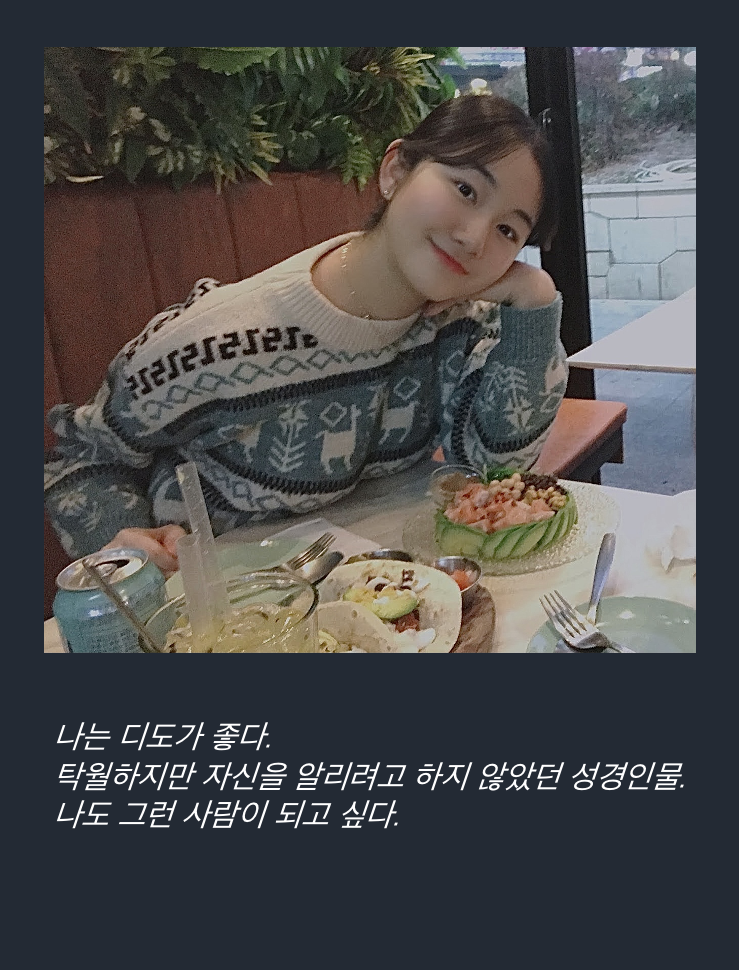 나는 디도가 좋다.
탁월하지만 자신을 알리려고 하지 않았던 성경인물.
나도 그런 사람이 되고 싶다.